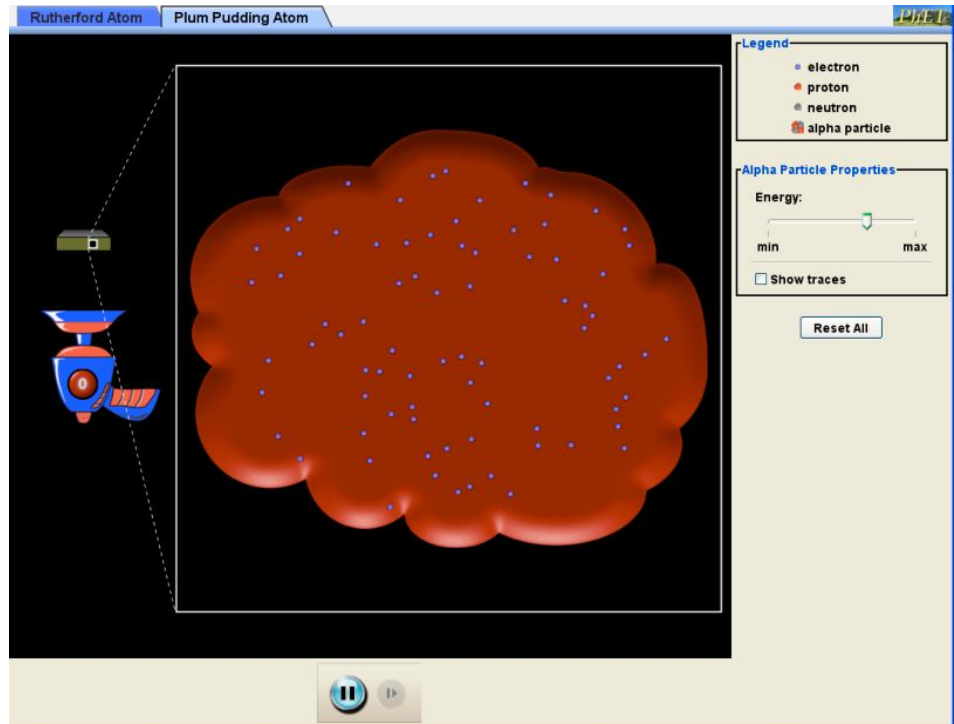 Rutherford Atom
Plum Pudding Atom
PhET
Legend
electron
proton
neutron
alpha particle
Alpha Particle Properties
Energy:
min
max
Show traces
Reset All
0